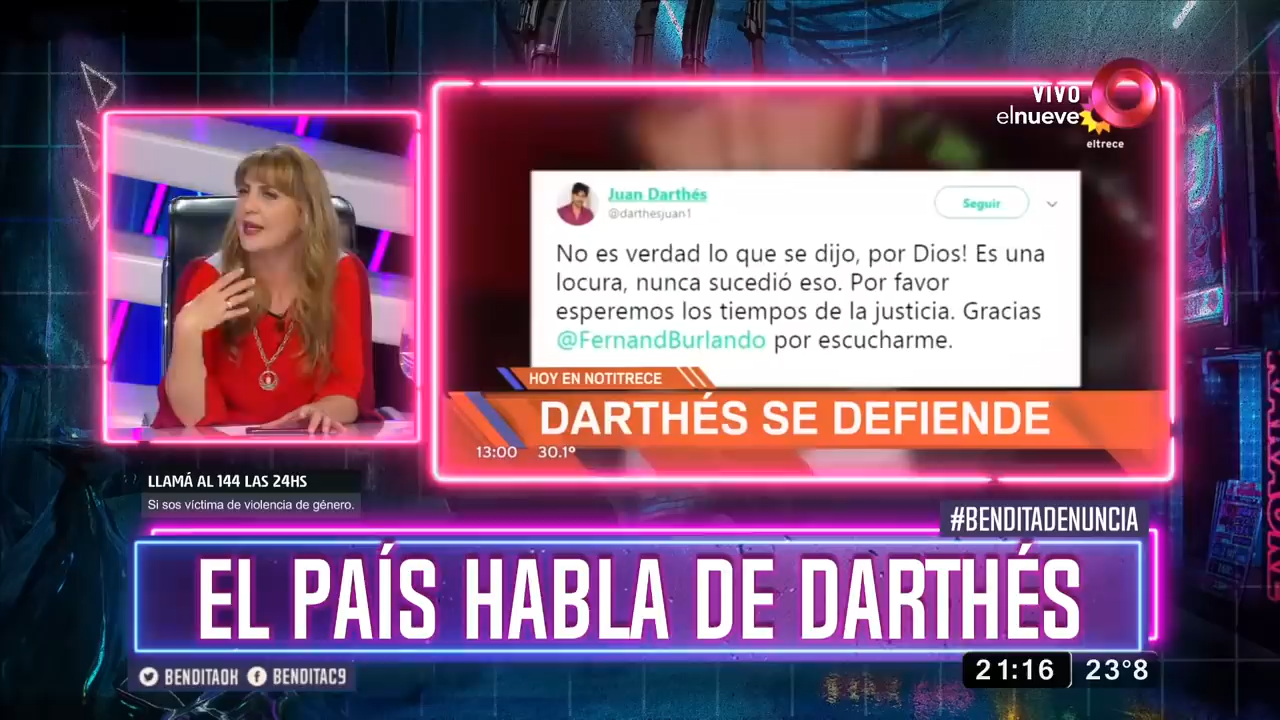 VIVO
elnueve
eltrece
Juan Darthés
@darthesjuan1
Seguir
No es verdad lo que se dijo, por Dios! Es una
locura, nunca sucedió eso. Por favor
esperemos los tiempos de la justicia. Gracias
@FernandBurlando por escucharme.
HOY EN NOTITRECE
DARTHÉS SE DEFIENDE
13:00 30.1º
LLAMÁ AL 144 LAS 24HS
Si sos víctima de violencia de género.
#BENDITADENUNCIA
EL PAÍS HABLA DE DARTHÉS
BENDITAOK BENDITAC9
21:16 23°8